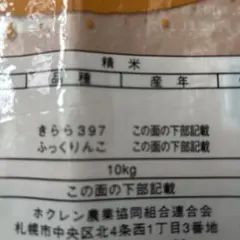 精米
品種 産年
きらら397 この面の下部記載
ふっくりんこ この面の下部記載
10kg
この面の下部記載
ホクレン農業協同組合連合会
札幌市中央区北4条西1丁目3番地